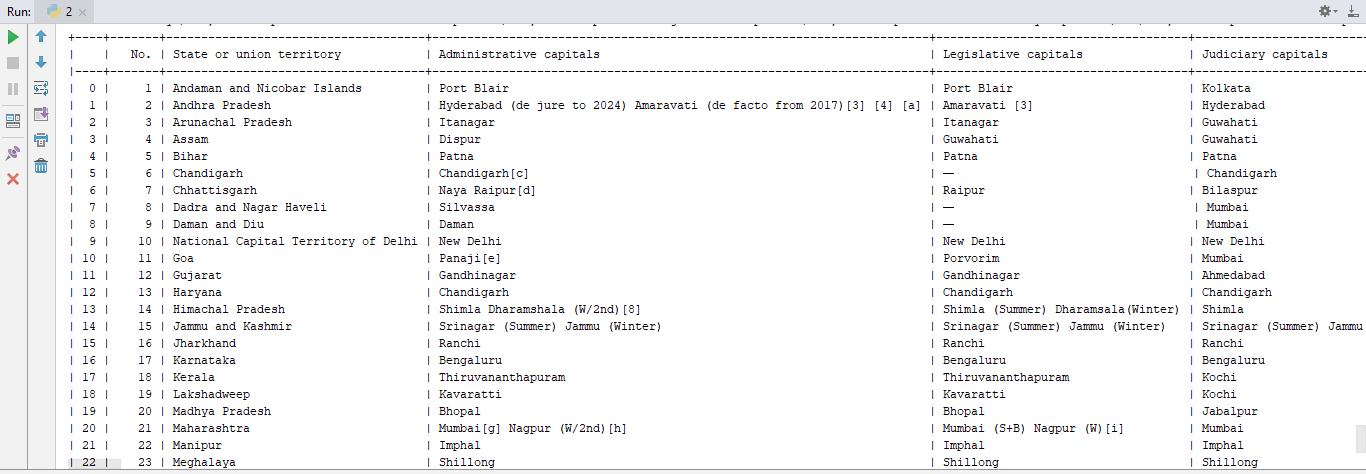 Run: 2
| | No. | State or union territory | Administrative capitals | Legislative capitals | Judiciary capitals
| 0 | 1 | Andaman and Nicobar Islands | Port Blair | Port Blair | Kolkata
| 1 | 2 | Andhra Pradesh | Hyderabad (de jure to 2024) Amaravati (de facto from 2017)[3] [4] [a] | Amaravati [3] | Hyderabad
| 2 | 3 | Arunachal Pradesh | Itanagar | Itanagar | Guwahati
| 3 | 4 | Assam | Dispur | Guwahati | Guwahati
| 4 | 5 | Bihar | Patna | Patna | Patna
| 5 | 6 | Chandigarh | Chandigarh[c] | — | Chandigarh
| 6 | 7 | Chhattisgarh | Naya Raipur[d] | Raipur | Bilaspur
| 7 | 8 | Dadra and Nagar Haveli | Silvassa | — | Mumbai
| 8 | 9 | Daman and Diu | Daman | — | Mumbai
| 9 | 10 | National Capital Territory of Delhi | New Delhi | New Delhi | New Delhi
| 10 | 11 | Goa | Panaji[e] | Porvorim | Mumbai
| 11 | 12 | Gujarat | Gandhinagar | Gandhinagar | Ahmedabad
| 12 | 13 | Haryana | Chandigarh | Chandigarh | Chandigarh
| 13 | 14 | Himachal Pradesh | Shimla Dharamshala (W/2nd)[8] | Shimla (Summer) Dharamsala(Winter) | Shimla
| 14 | 15 | Jammu and Kashmir | Srinagar (Summer) Jammu (Winter) | Srinagar (Summer) Jammu (Winter) | Srinagar (Summer) Jammu
| 15 | 16 | Jharkhand | Ranchi | Ranchi | Ranchi
| 16 | 17 | Karnataka | Bengaluru | Bengaluru | Bengaluru
| 17 | 18 | Kerala | Thiruvananthapuram | Thiruvananthapuram | Kochi
| 18 | 19 | Lakshadweep | Kavaratti | Kavaratti | Kochi
| 19 | 20 | Madhya Pradesh | Bhopal | Bhopal | Jabalpur
| 20 | 21 | Maharashtra | Mumbai[g] Nagpur (W/2nd)[h] | Mumbai (S+B) Nagpur (W)[i] | Mumbai
| 21 | 22 | Manipur | Imphal | Imphal | Imphal
| 22 | 23 | Meghalaya | Shillong | Shillong | Shillong